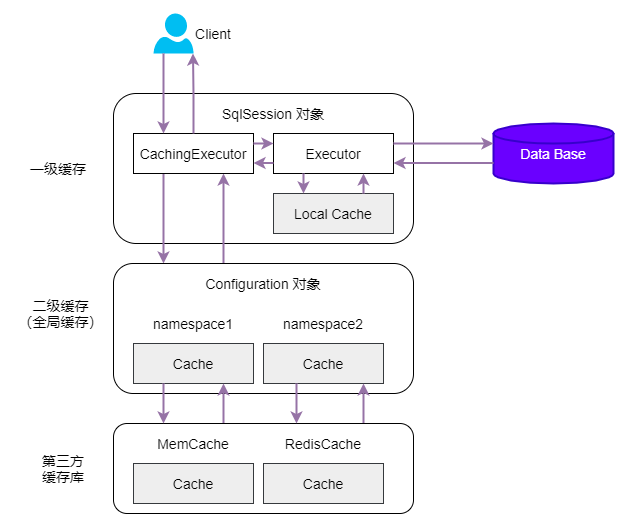 Client
SqlSession 对象
CachingExecutor
Executor
Data Base
一级缓存
Local Cache
Configuration 对象
二级缓存
（全局缓存）
namespace1
namespace2
Cache
Cache
MemCache
RedisCache
第三方
缓存库
Cache
Cache